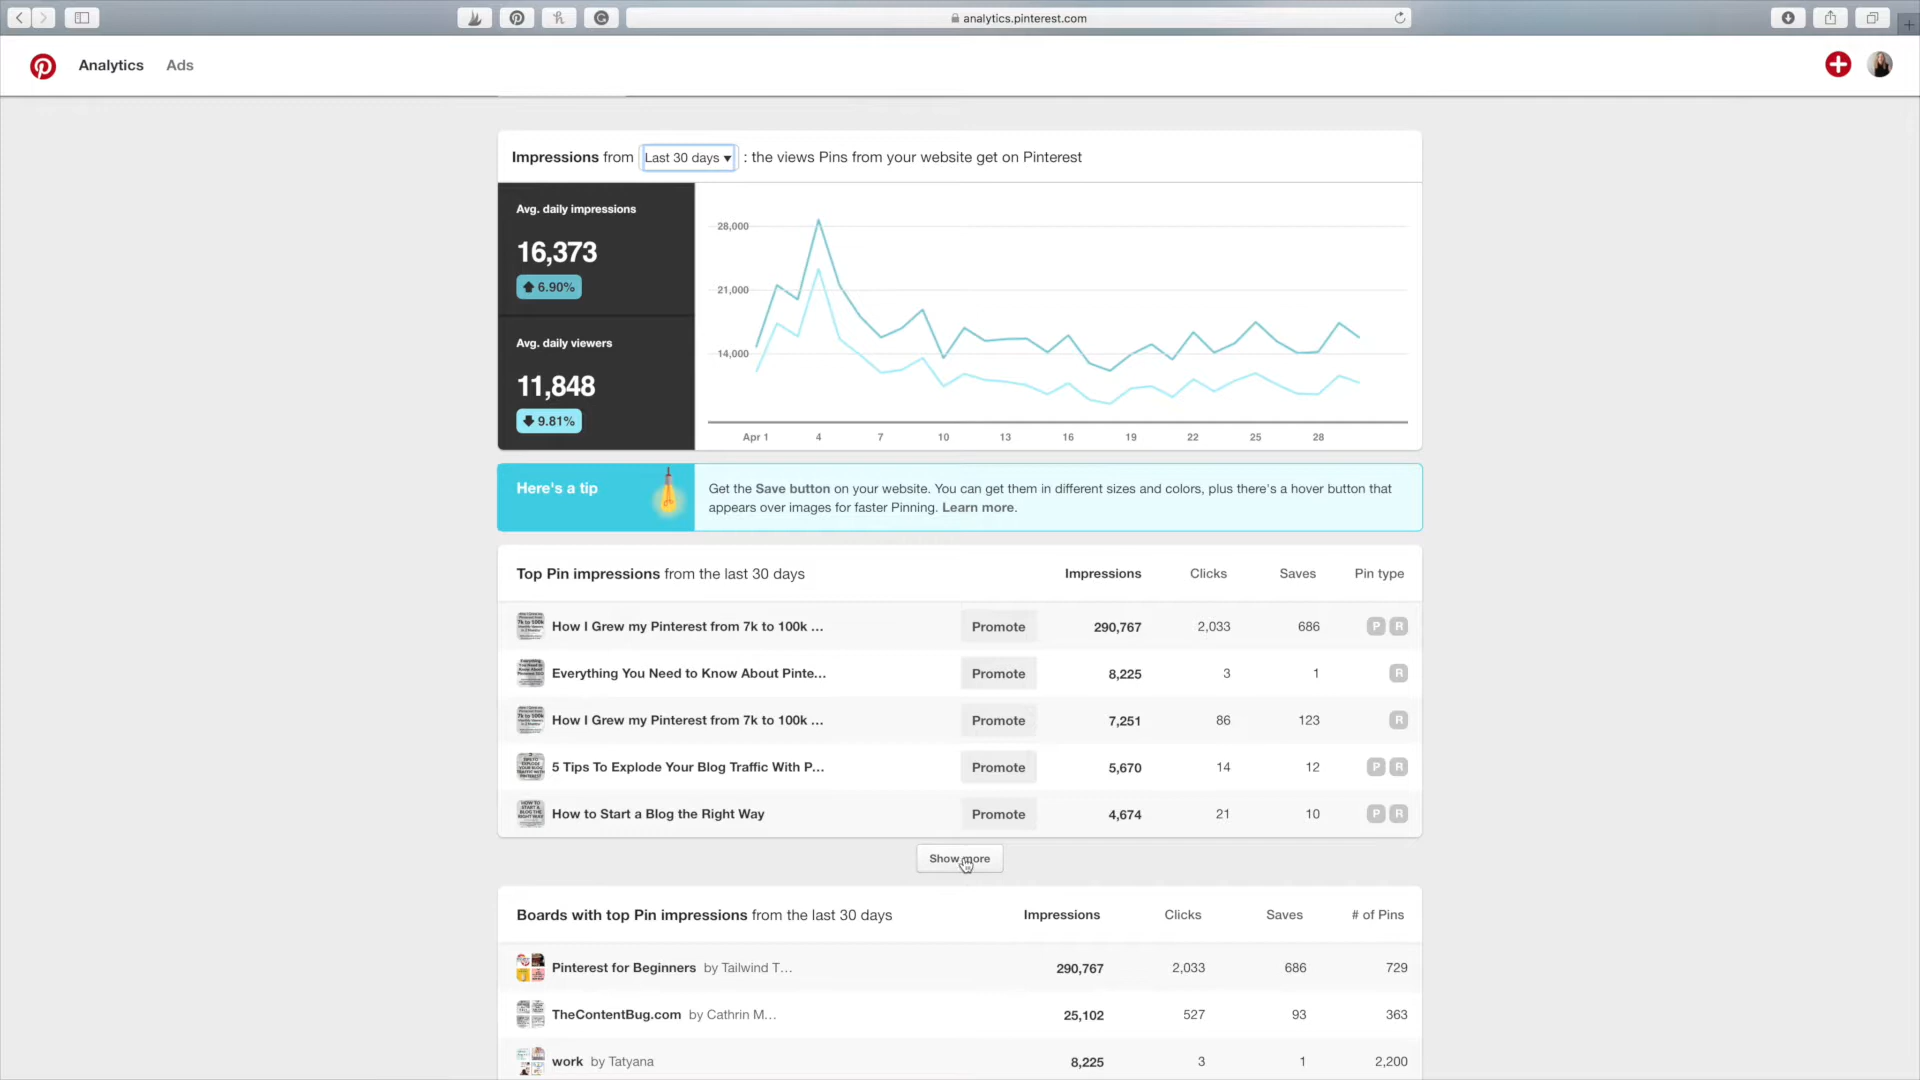 analytics.pinterest.com
Analytics Ads
Impressions from Last 30 days ▾ : the views Pins from your website get on Pinterest
Avg. daily impressions
16,373
6.90%
Avg. daily viewers
11,848
9.81%
28,000
21,000
14,000
Apr 1 4 7 10 13 16 19 22 25 28
Here's a tip
Get the Save button on your website. You can get them in different sizes and colors, plus there's a hover button that
appears over images for faster Pinning. Learn more.
Top Pin impressions from the last 30 days Impressions Clicks Saves Pin type
How I Grew my Pinterest from 7k to 100k ... Promote 290,767 2,033 686 P R
Everything You Need to Know About Pinte... Promote 8,225 3 1 R
How I Grew my Pinterest from 7k to 100k ... Promote 7,251 86 123 R
5 Tips To Explode Your Blog Traffic With P... Promote 5,670 14 12 P R
How to Start a Blog the Right Way Promote 4,674 21 10 P R
Show more
Boards with top Pin impressions from the last 30 days Impressions Clicks Saves # of Pins
Pinterest for Beginners by Tailwind T... 290,767 2,033 686 729
TheContentBug.com by Cathrin M... 25,102 527 93 363
work by Tatyana 8,225 3 1 2,200